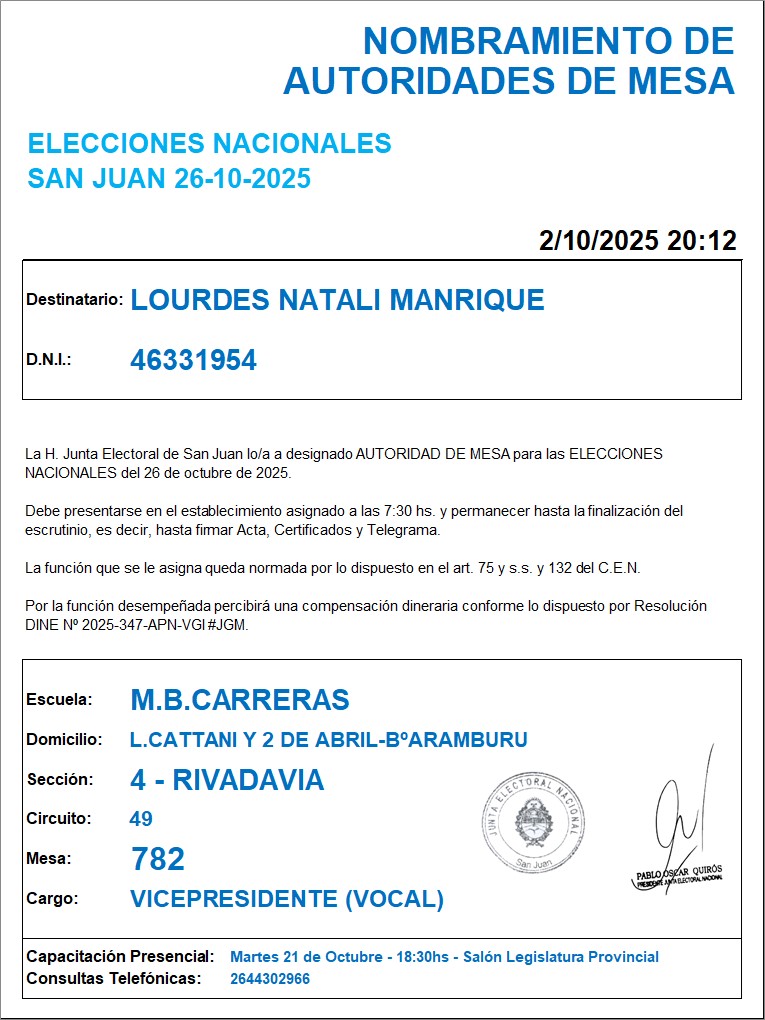 NOMBRAMIENTO DE
AUTORIDADES DE MESA
ELECCIONES NACIONALES
SAN JUAN 26-10-2025
2/10/2025 20:12
Destinatario: LOURDES NATALI MANRIQUE
D.N.I.: 46331954
La H. Junta Electoral de San Juan lo/a a designado AUTORIDAD DE MESA para las ELECCIONES
NACIONALES del 26 de octubre de 2025.
Debe presentarse en el establecimiento asignado a las 7:30 hs. y permanecer hasta la finalización del
escrutinio, es decir, hasta firmar Acta, Certificados y Telegrama.
La función que se le asigna queda normada por lo dispuesto en el art. 75 y s.s. y 132 del C.E.N.
Por la función desempeñada percibirá una compensación dineraria conforme lo dispuesto por Resolución
DINE Nº 2025-347-APN-VGI#JGM.
Escuela: M.B.CARRERAS
Domicilio: L.CATTANI Y 2 DE ABRIL-BºARAMBURU
Sección: 4 - RIVADAVIA
Circuito: 49
Mesa: 782
Cargo: VICEPRESIDENTE (VOCAL)
JUNTA ELECTORAL NACIONAL
San Juan
PABLO OSCAR QUIRÓS
PRESIDENTE JUNTA ELECTORAL NACIONAL
Capacitación Presencial: Martes 21 de Octubre - 18:30hs - Salón Legislatura Provincial
Consultas Telefónicas: 2644302966